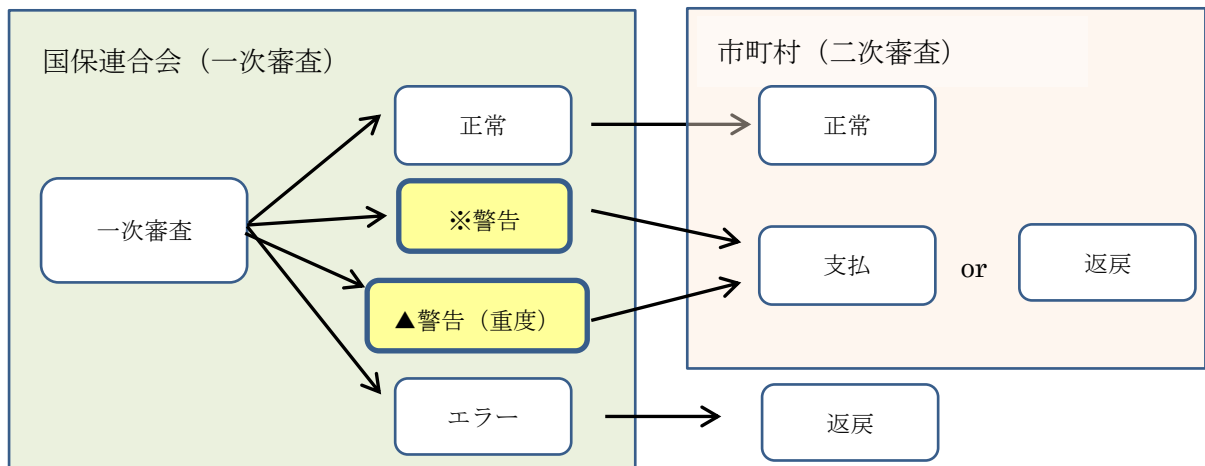 国保連合会（一次審査）
市町村（二次審査）
正常
正常
一次審査
※警告
支払
or
返戻
▲警告（重度）
エラー
返戻